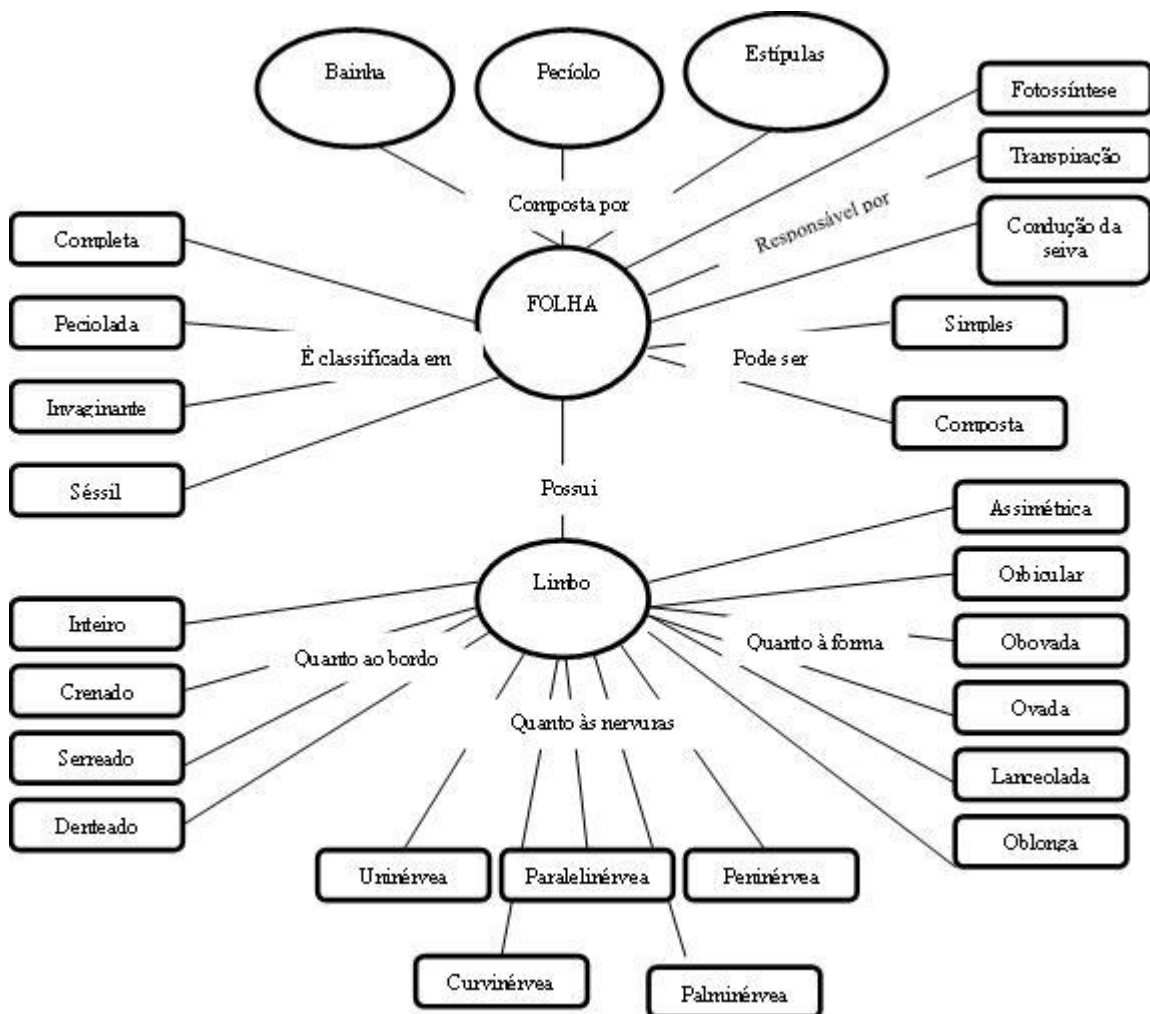 Bainha
Pecíolo
Estípulas
Fotossíntese
Transpiração
Condução da
seiva
Composta por
Responsável por
Completa
Peciolada
Invaginante
Séssil
É classificada em
FOLHA
Simples
Pode ser
Composta
Possui
Limbo
Inteiro
Crenado
Serreado
Denteado
Quanto ao bordo
Quanto à forma
Assimétrica
Orbicular
Obovada
Ovada
Lanceolada
Oblonga
Quanto às nervuras
Uninérvea
Paralelinérvea
Peninérvea
Curvinérvea
Palminérvea